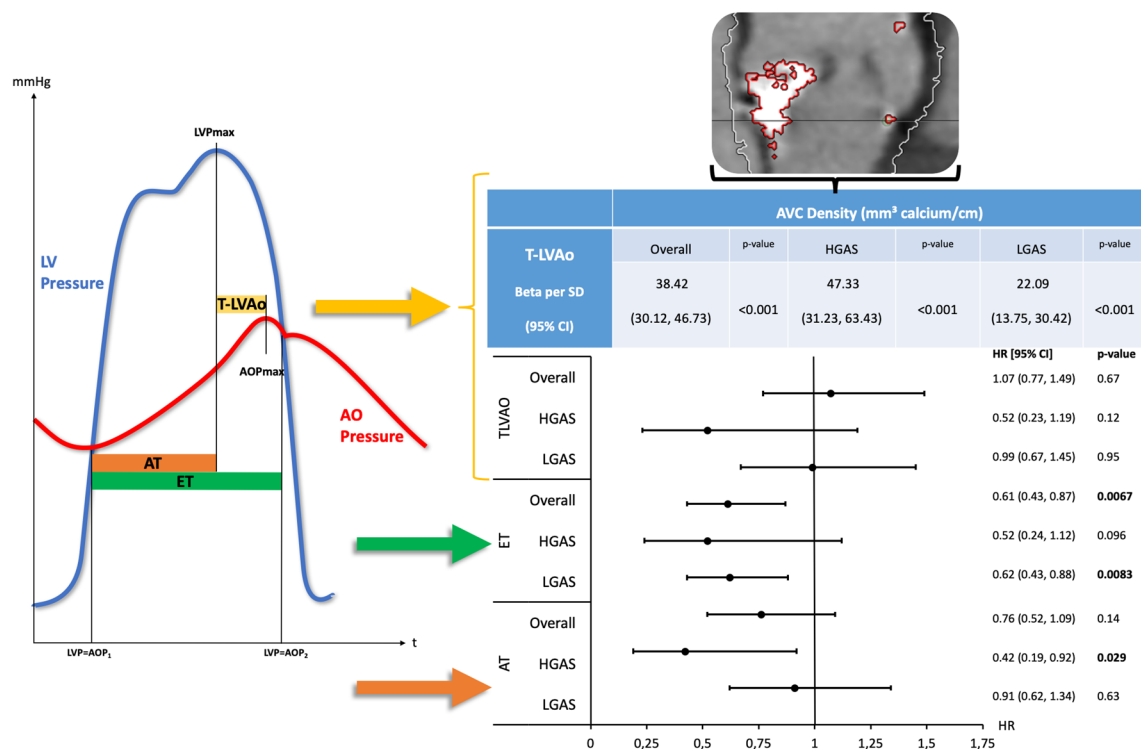 mmHg
LVPmax
LV
Pressure
T-LVAo
AOPmax
AO
Pressure
AT
ET
t
LVP=AOP₁
LVP=AOP₂
AVC Density (mm³ calcium/cm)
T-LVAo
Beta per SD
(95% CI)
Overall p-value HGAS p-value LGAS p-value
38.42 47.33 22.09
<0.001 <0.001 <0.001
(30.12, 46.73) (31.23, 63.43) (13.75, 30.42)
HR [95% CI] p-value
TLVAO
Overall 1.07 (0.77, 1.49) 0.67
HGAS 0.52 (0.23, 1.19) 0.12
LGAS 0.99 (0.67, 1.45) 0.95
ET
Overall 0.61 (0.43, 0.87) 0.0067
HGAS 0.52 (0.24, 1.12) 0.096
LGAS 0.62 (0.43, 0.88) 0.0083
AT
Overall 0.76 (0.52, 1.09) 0.14
HGAS 0.42 (0.19, 0.92) 0.029
LGAS 0.91 (0.62, 1.34) 0.63
HR
0 0,25 0,5 0,75 1 1,25 1,5 1,75